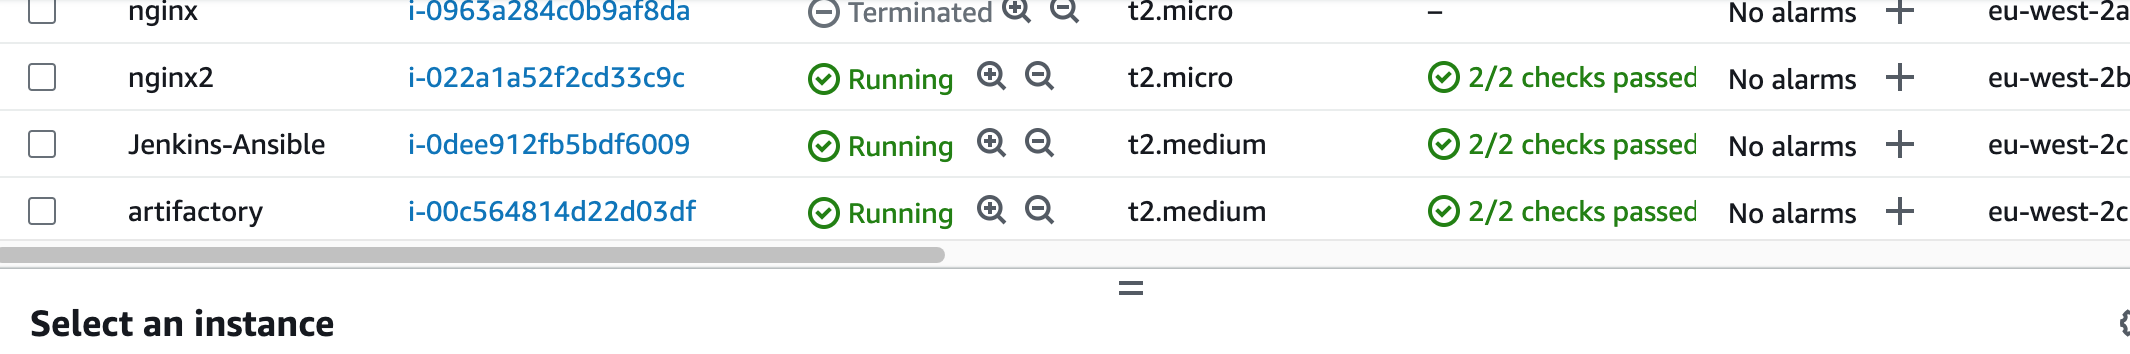 nginx i-0963a284c0b9af8da Terminated t2.micro – No alarms + eu-west-2a
nginx2 i-022a1a52f2cd33c9c Running t2.micro 2/2 checks passed No alarms + eu-west-2b
Jenkins-Ansible i-0dee912fb5bdf6009 Running t2.medium 2/2 checks passed No alarms + eu-west-2c
artifactory i-00c564814d22d03df Running t2.medium 2/2 checks passed No alarms + eu-west-2c
Select an instance